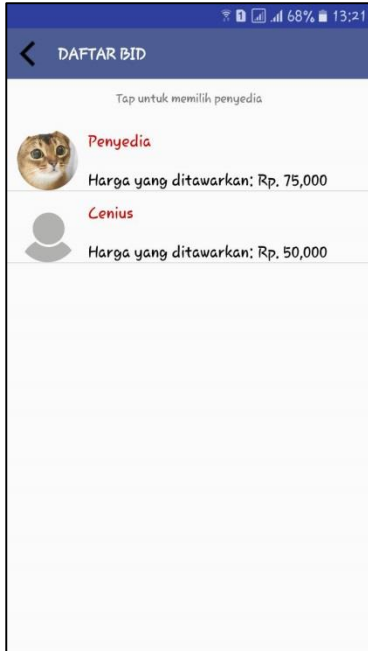 1 68% 13:21
DAFTAR BID
Tap untuk memilih penyedia
Penyedia
Harga yang ditawarkan: Rp. 75,000
Cenius
Harga yang ditawarkan: Rp. 50,000